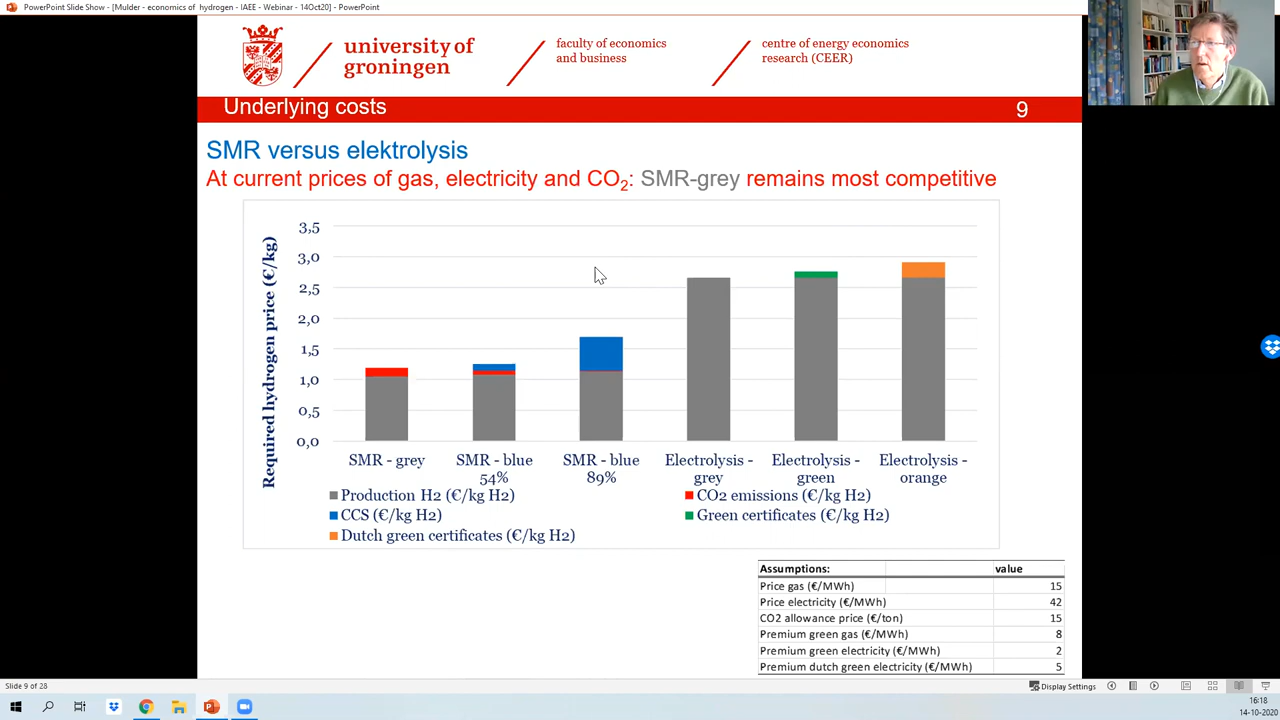 PowerPoint Slide Show - [Mulder - economics of hydrogen - IAEE - Webinar - 14Oct20] - PowerPoint
university of
groningen
faculty of economics
and business
centre of energy economics
research (CEER)
Underlying costs
9
SMR versus elektrolysis
At current prices of gas, electricity and CO2: SMR-grey remains most competitive
Required hydrogen price (€/kg)
3,5
3,0
2,5
2,0
1,5
1,0
0,5
0,0
SMR - grey
SMR - blue
54%
SMR - blue
89%
Electrolysis -
grey
Electrolysis -
green
Electrolysis -
orange
Production H2 (€/kg H2)
CO2 emissions (€/kg H2)
CCS (€/kg H2)
Green certificates (€/kg H2)
Dutch green certificates (€/kg H2)
Assumptions: value
Price gas (€/MWh) 15
Price electricity (€/MWh) 42
CO2 allowance price (€/ton) 15
Premium green gas (€/MWh) 8
Premium green electricity (€/MWh) 2
Premium dutch green electricity (€/MWh) 5
Slide 9 of 28
Display Settings
16:18
14-10-2020